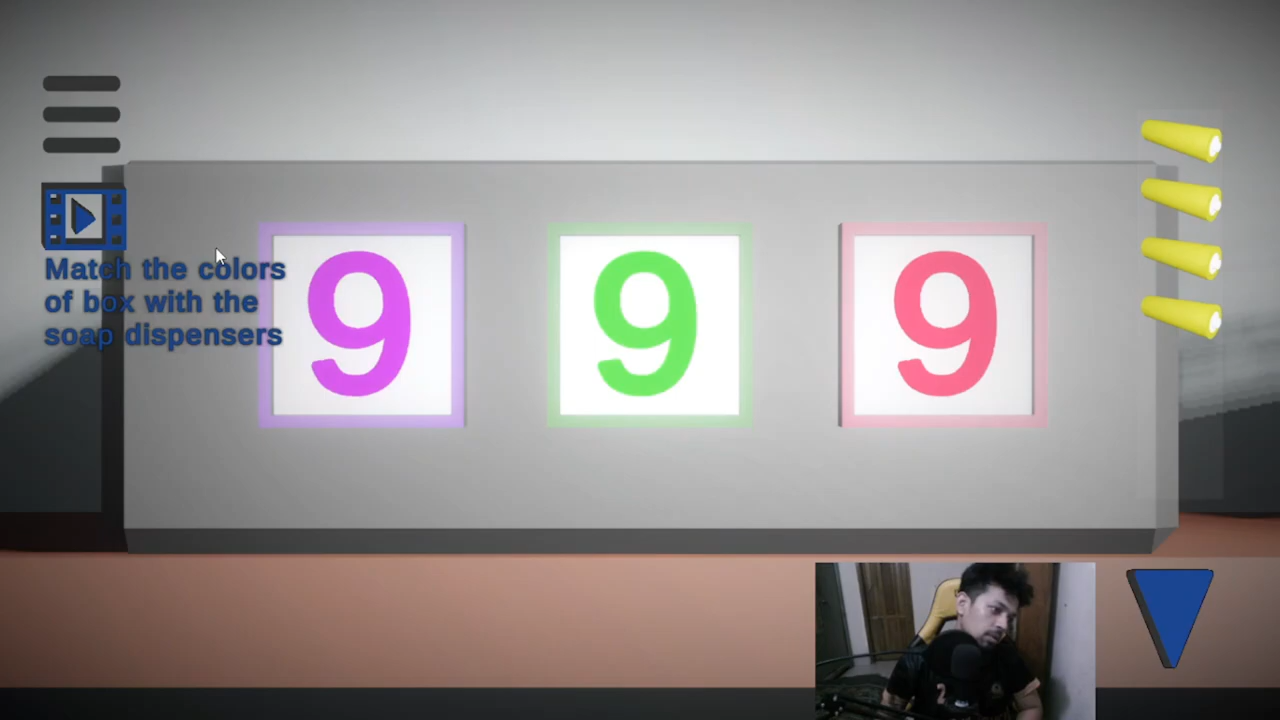 Match the colors
of box with the
soap dispensers
9 9 9